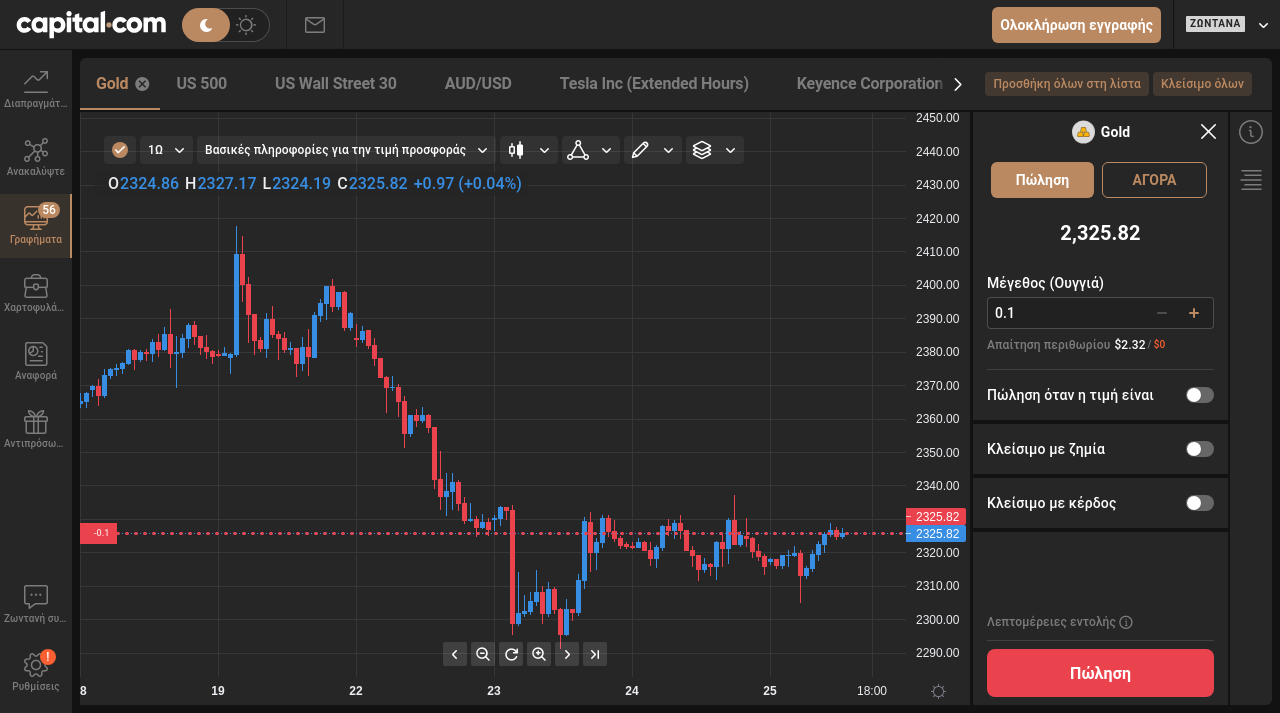 capital.com
Ολοκλήρωση εγγραφής
ΖΩΝΤΑΝΑ
Διαπραγμάτ...
Ανακαλύψτε
56
Γραφήματα
Χαρτοφυλά...
Αναφορά
Αντιπρόσω...
Ζωντανή συ...
!
Ρυθμίσεις
Gold
US 500
US Wall Street 30
AUD/USD
Tesla Inc (Extended Hours)
Keyence Corporation
Προσθήκη όλων στη λίστα
Κλείσιμο όλων
1Ω
Βασικές πληροφορίες για την τιμή προσφοράς
O2324.86 H2327.17 L2324.19 C2325.82 +0.97 (+0.04%)
2450.00
2440.00
2430.00
2420.00
2410.00
2400.00
2390.00
2380.00
2370.00
2360.00
2350.00
2340.00
2325.82
2325.82
2320.00
2310.00
2300.00
2290.00
-0.1
8
19
22
23
24
25
18:00
Gold
Πώληση
ΑΓΟΡΑ
2,325.82
Μέγεθος (Ουγγιά)
0.1
Απαίτηση περιθωρίου $2.32 / $0
Πώληση όταν η τιμή είναι
Κλείσιμο με ζημία
Κλείσιμο με κέρδος
Λεπτομέρειες εντολής
Πώληση